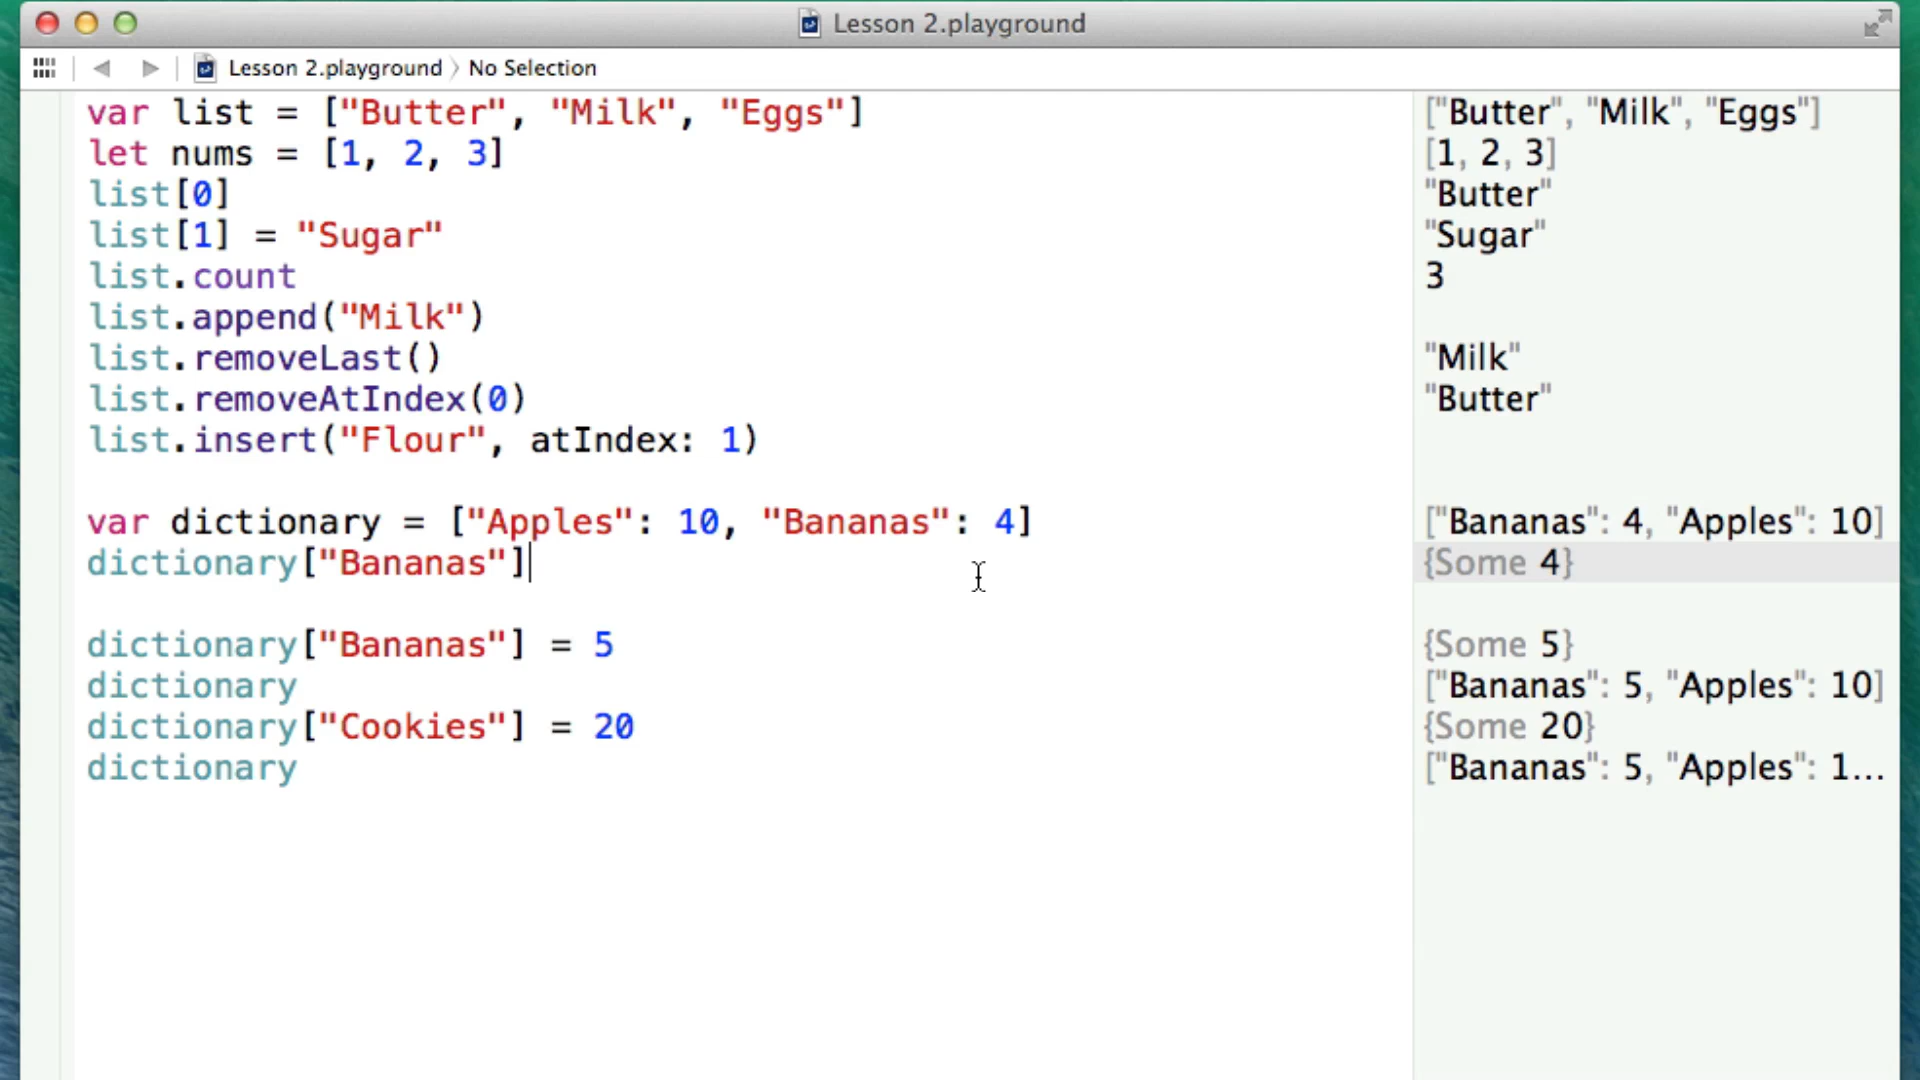 Lesson 2.playground
Lesson 2.playground 〉 No Selection
var list = ["Butter", "Milk", "Eggs"]
["Butter", "Milk", "Eggs"]
let nums = [1, 2, 3]
[1, 2, 3]
list[0]
"Butter"
list[1] = "Sugar"
"Sugar"
list.count
3
list.append("Milk")
list.removeLast()
"Milk"
list.removeAtIndex(0)
"Butter"
list.insert("Flour", atIndex: 1)
var dictionary = ["Apples": 10, "Bananas": 4]
["Bananas": 4, "Apples": 10]
dictionary["Bananas"]
{Some 4}
dictionary["Bananas"] = 5
{Some 5}
dictionary
["Bananas": 5, "Apples": 10]
dictionary["Cookies"] = 20
{Some 20}
dictionary
["Bananas": 5, "Apples": 1...